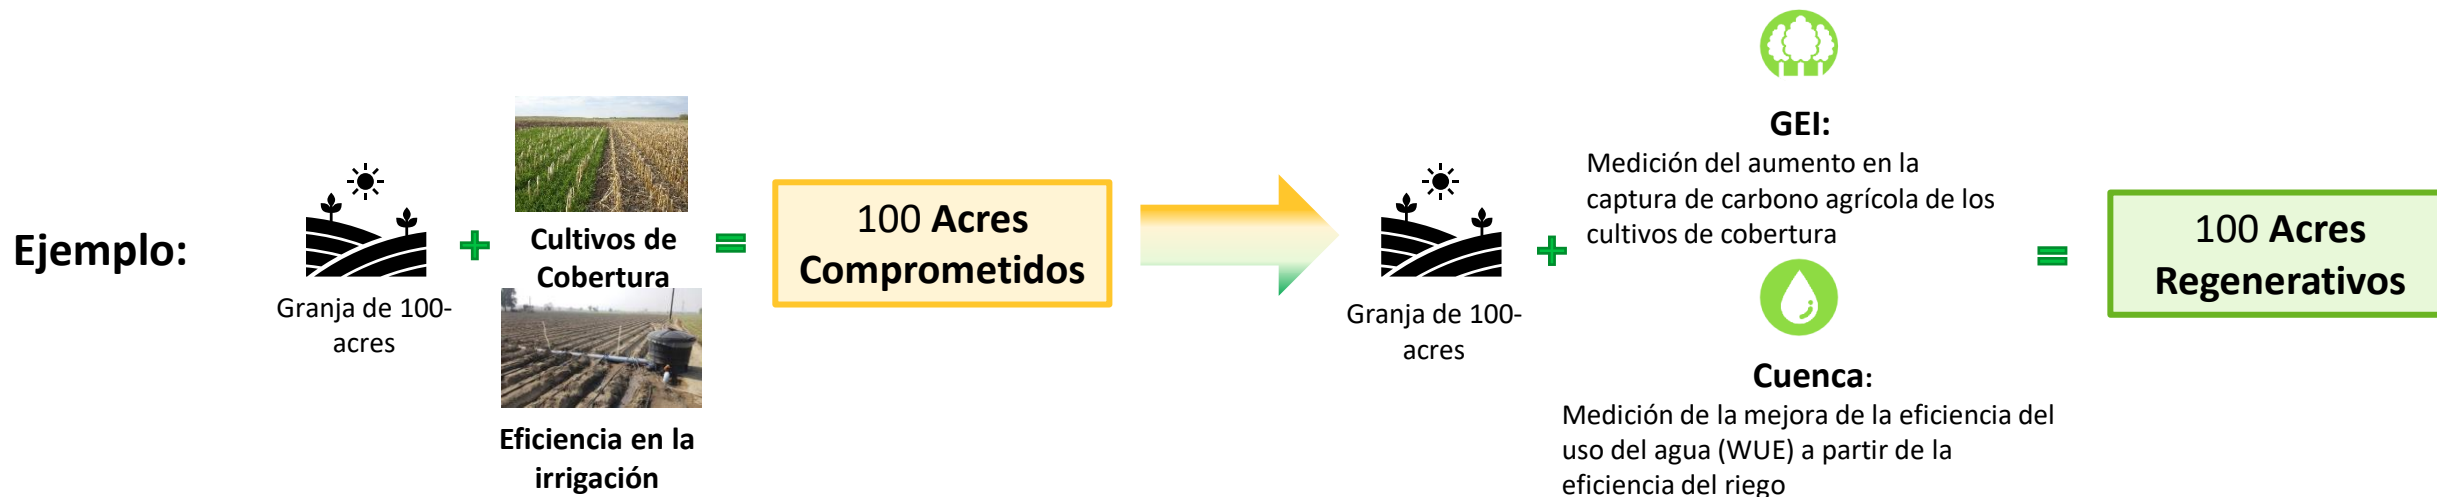 Ejemplo:
Granja de 100-
acres
Cultivos de
Cobertura
Eficiencia en la
irrigación
100 Acres
Comprometidos
Granja de 100-
acres
GEI:
Medición del aumento en la
captura de carbono agrícola de los
cultivos de cobertura
Cuenca:
Medición de la mejora de la eficiencia del
uso del agua (WUE) a partir de la
eficiencia del riego
100 Acres
Regenerativos